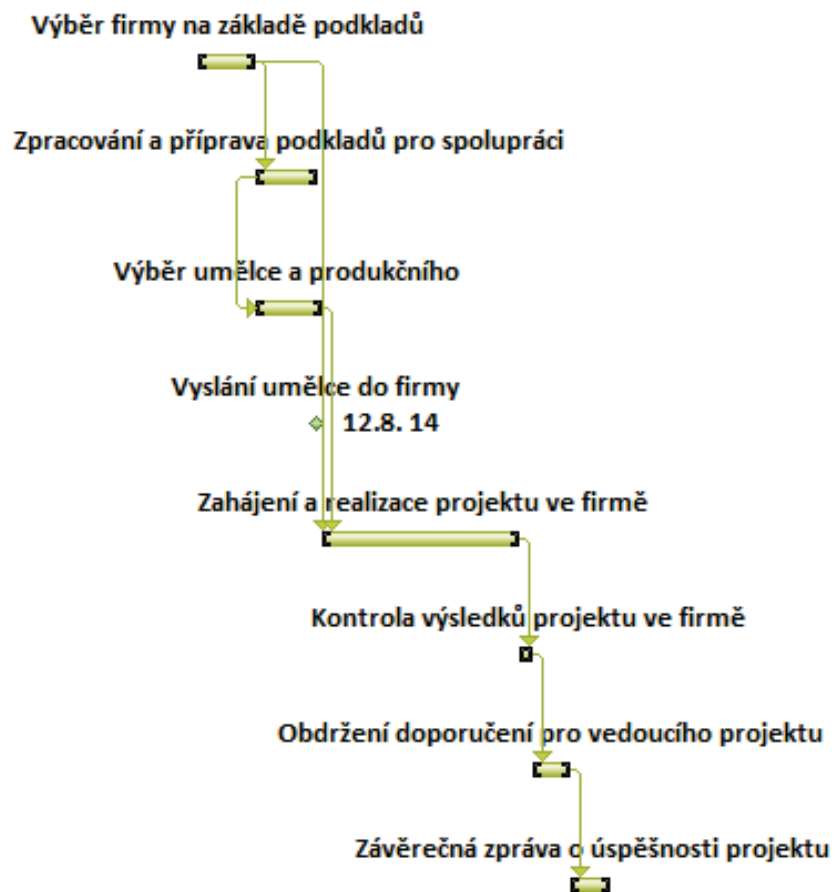 Výběr firmy na základě podkladů
Zpracování a příprava podkladů pro spolupráci
Výběr umělce a produkčního
Vyslání umělce do firmy
12.8. 14
Zahájení a realizace projektu ve firmě
Kontrola výsledků projektu ve firmě
Obdržení doporučení pro vedoucího projektu
Závěrečná zpráva o úspěšnosti projektu